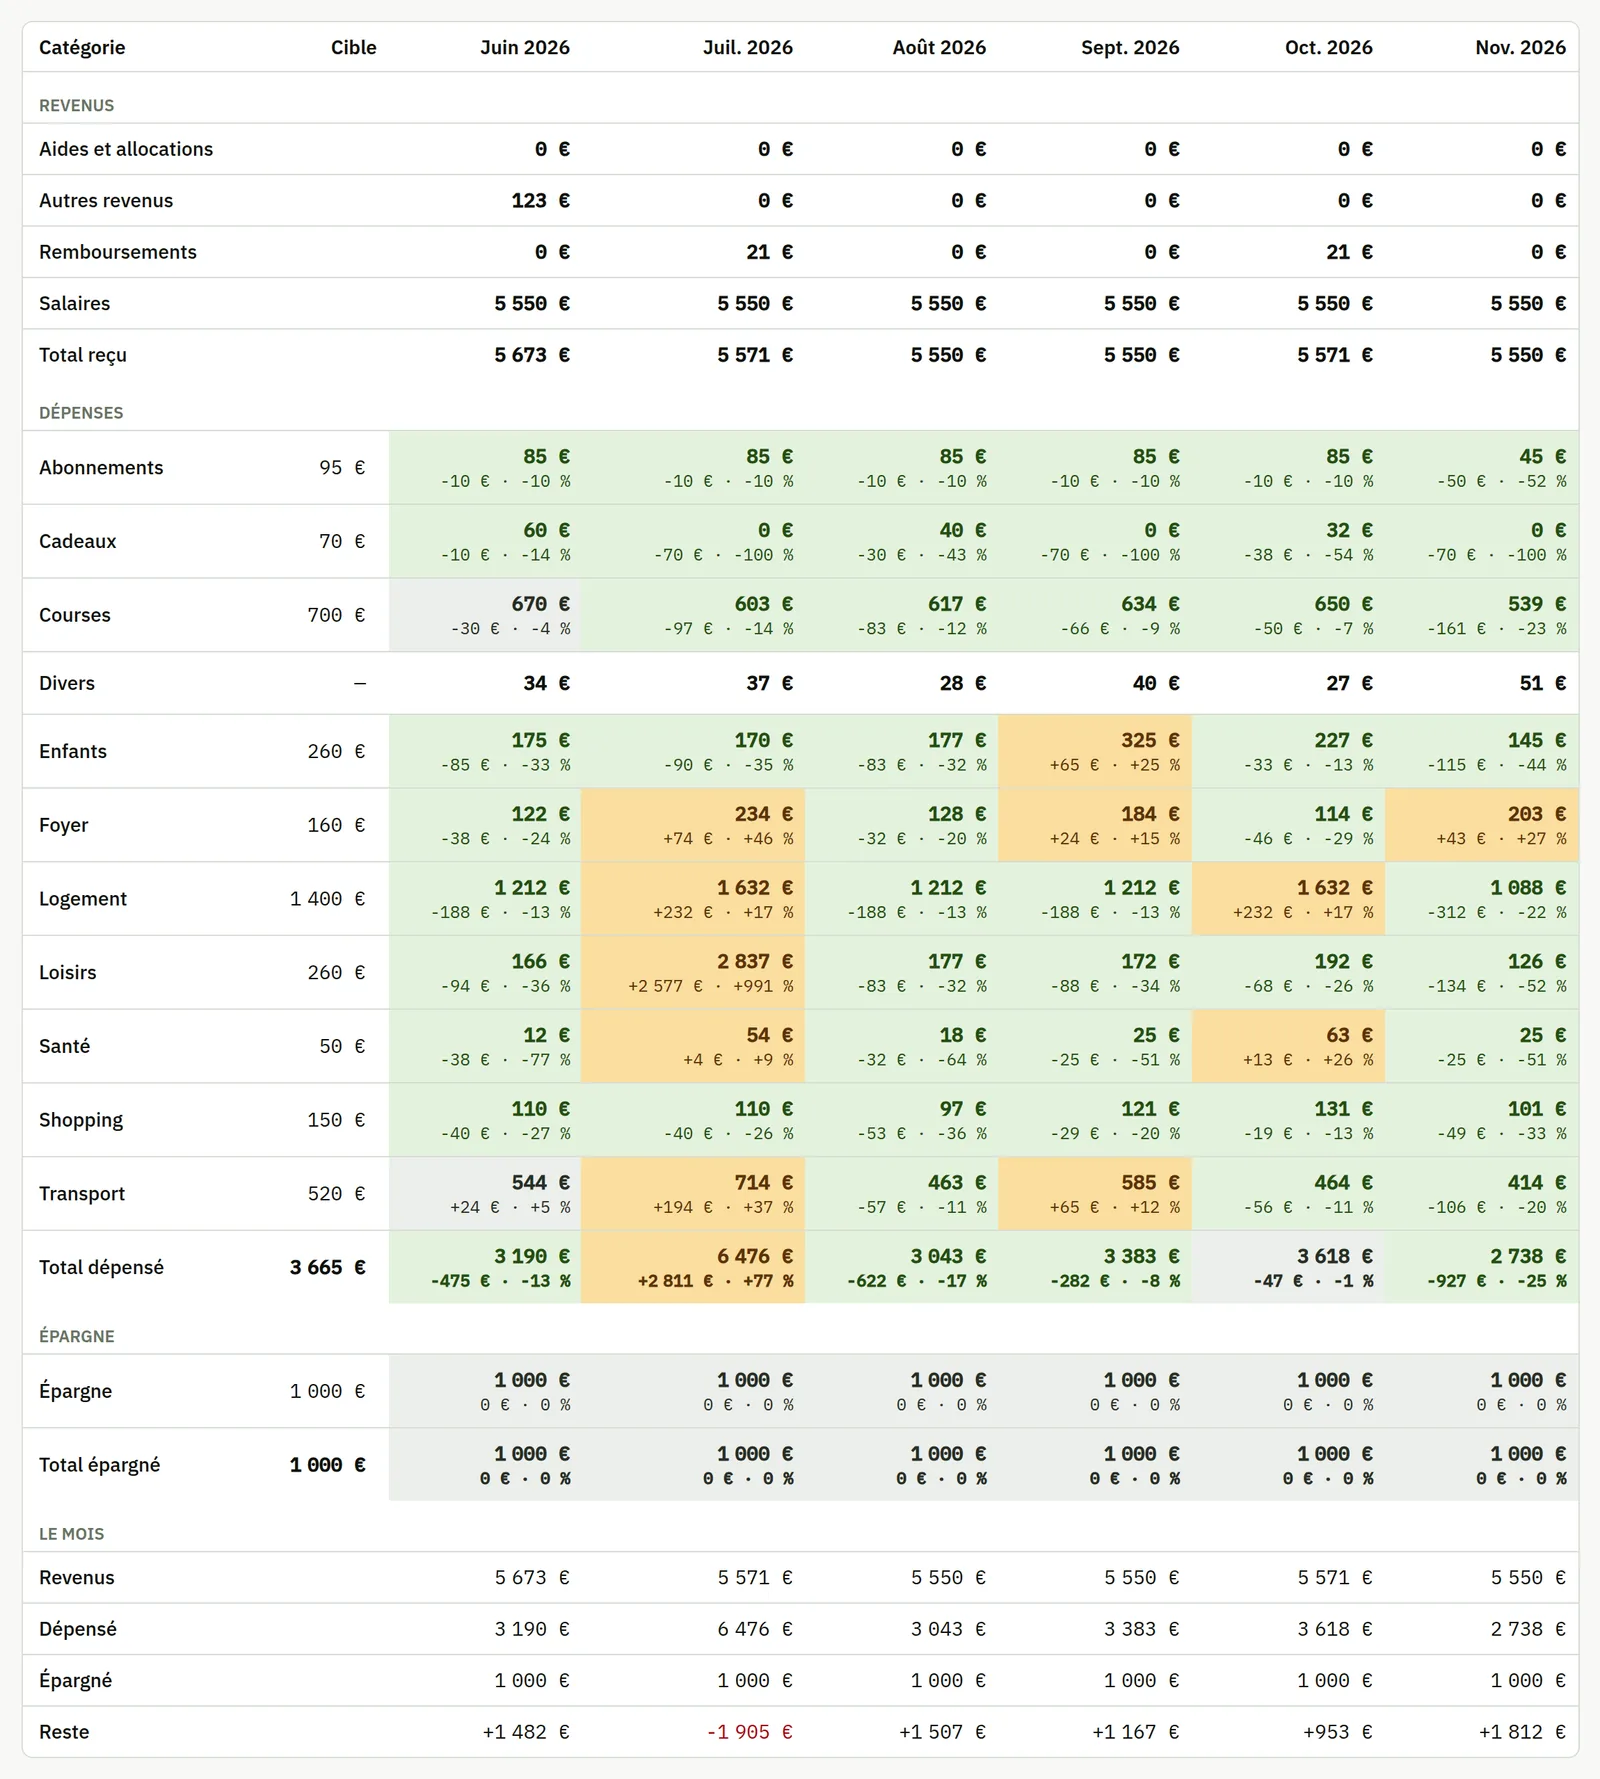 Catégorie Cible Juin 2026 Juil. 2026 Août 2026 Sept. 2026 Oct. 2026 Nov. 2026
REVENUS
Aides et allocations 0 € 0 € 0 € 0 € 0 € 0 €
Autres revenus 123 € 0 € 0 € 0 € 0 € 0 €
Remboursements 0 € 21 € 0 € 0 € 21 € 0 €
Salaires 5 550 € 5 550 € 5 550 € 5 550 € 5 550 € 5 550 €
Total reçu 5 673 € 5 571 € 5 550 € 5 550 € 5 571 € 5 550 €
DÉPENSES
Abonnements 95 € 85 € 85 € 85 € 85 € 85 € 45 €
-10 € · -10 % -10 € · -10 % -10 € · -10 % -10 € · -10 % -10 € · -10 % -50 € · -52 %
Cadeaux 70 € 60 € 0 € 40 € 0 € 32 € 0 €
-10 € · -14 % -70 € · -100 % -30 € · -43 % -70 € · -100 % -38 € · -54 % -70 € · -100 %
Courses 700 € 670 € 603 € 617 € 634 € 650 € 539 €
-30 € · -4 % -97 € · -14 % -83 € · -12 % -66 € · -9 % -50 € · -7 % -161 € · -23 %
Divers — 34 € 37 € 28 € 40 € 27 € 51 €
Enfants 260 € 175 € 170 € 177 € 325 € 227 € 145 €
-85 € · -33 % -90 € · -35 % -83 € · -32 % +65 € · +25 % -33 € · -13 % -115 € · -44 %
Foyer 160 € 122 € 234 € 128 € 184 € 114 € 203 €
-38 € · -24 % +74 € · +46 % -32 € · -20 % +24 € · +15 % -46 € · -29 % +43 € · +27 %
Logement 1 400 € 1 212 € 1 632 € 1 212 € 1 212 € 1 632 € 1 088 €
-188 € · -13 % +232 € · +17 % -188 € · -13 % -188 € · -13 % +232 € · +17 % -312 € · -22 %
Loisirs 260 € 166 € 2 837 € 177 € 172 € 192 € 126 €
-94 € · -36 % +2 577 € · +991 % -83 € · -32 % -88 € · -34 % -68 € · -26 % -134 € · -52 %
Santé 50 € 12 € 54 € 18 € 25 € 63 € 25 €
-38 € · -77 % +4 € · +9 % -32 € · -64 % -25 € · -51 % +13 € · +26 % -25 € · -51 %
Shopping 150 € 110 € 110 € 97 € 121 € 131 € 101 €
-40 € · -27 % -40 € · -26 % -53 € · -36 % -29 € · -20 % -19 € · -13 % -49 € · -33 %
Transport 520 € 544 € 714 € 463 € 585 € 464 € 414 €
+24 € · +5 % +194 € · +37 % -57 € · -11 % +65 € · +12 % -56 € · -11 % -106 € · -20 %
Total dépensé 3 665 € 3 190 € 6 476 € 3 043 € 3 383 € 3 618 € 2 738 €
-475 € · -13 % +2 811 € · +77 % -622 € · -17 % -282 € · -8 % -47 € · -1 % -927 € · -25 %
ÉPARGNE
Épargne 1 000 € 1 000 € 1 000 € 1 000 € 1 000 € 1 000 € 1 000 €
0 € · 0 % 0 € · 0 % 0 € · 0 % 0 € · 0 % 0 € · 0 % 0 € · 0 %
Total épargné 1 000 € 1 000 € 1 000 € 1 000 € 1 000 € 1 000 € 1 000 €
0 € · 0 % 0 € · 0 % 0 € · 0 % 0 € · 0 % 0 € · 0 % 0 € · 0 %
LE MOIS
Revenus 5 673 € 5 571 € 5 550 € 5 550 € 5 571 € 5 550 €
Dépensé 3 190 € 6 476 € 3 043 € 3 383 € 3 618 € 2 738 €
Épargné 1 000 € 1 000 € 1 000 € 1 000 € 1 000 € 1 000 €
Reste +1 482 € -1 905 € +1 507 € +1 167 € +953 € +1 812 €